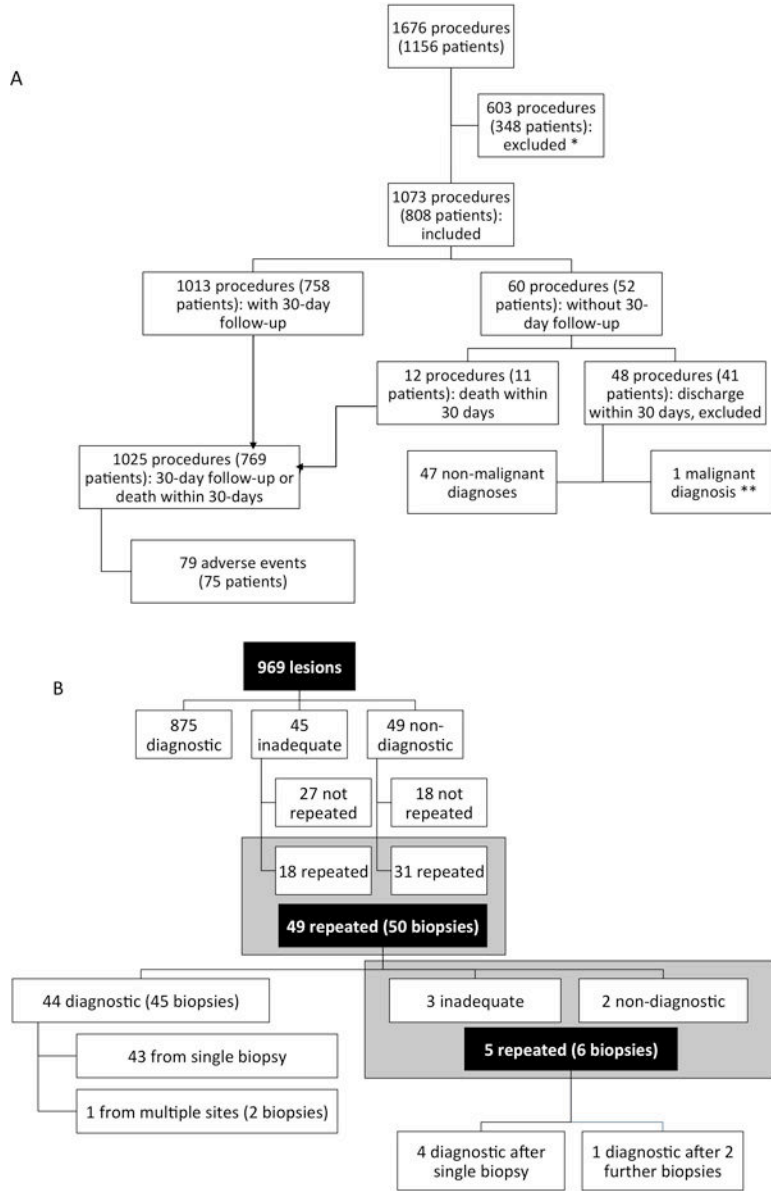 A
1676 procedures
(1156 patients)
603 procedures
(348 patients):
excluded *
1073 procedures
(808 patients):
included
1013 procedures (758
patients): with 30-day
follow-up
60 procedures (52
patients): without 30-
day follow-up
12 procedures (11
patients): death within
30 days
48 procedures (41
patients): discharge
within 30 days, excluded
1025 procedures (769
patients): 30-day follow-up or
death within 30-days
47 non-malignant
diagnoses
1 malignant
diagnosis **
79 adverse events
(75 patients)
B
969 lesions
875
diagnostic
45
inadequate
49 non-
diagnostic
27 not
repeated
18 not
repeated
18 repeated
31 repeated
49 repeated (50 biopsies)
44 diagnostic (45 biopsies)
3 inadequate
2 non-diagnostic
43 from single biopsy
5 repeated (6 biopsies)
1 from multiple sites (2 biopsies)
4 diagnostic after
single biopsy
1 diagnostic after 2
further biopsies